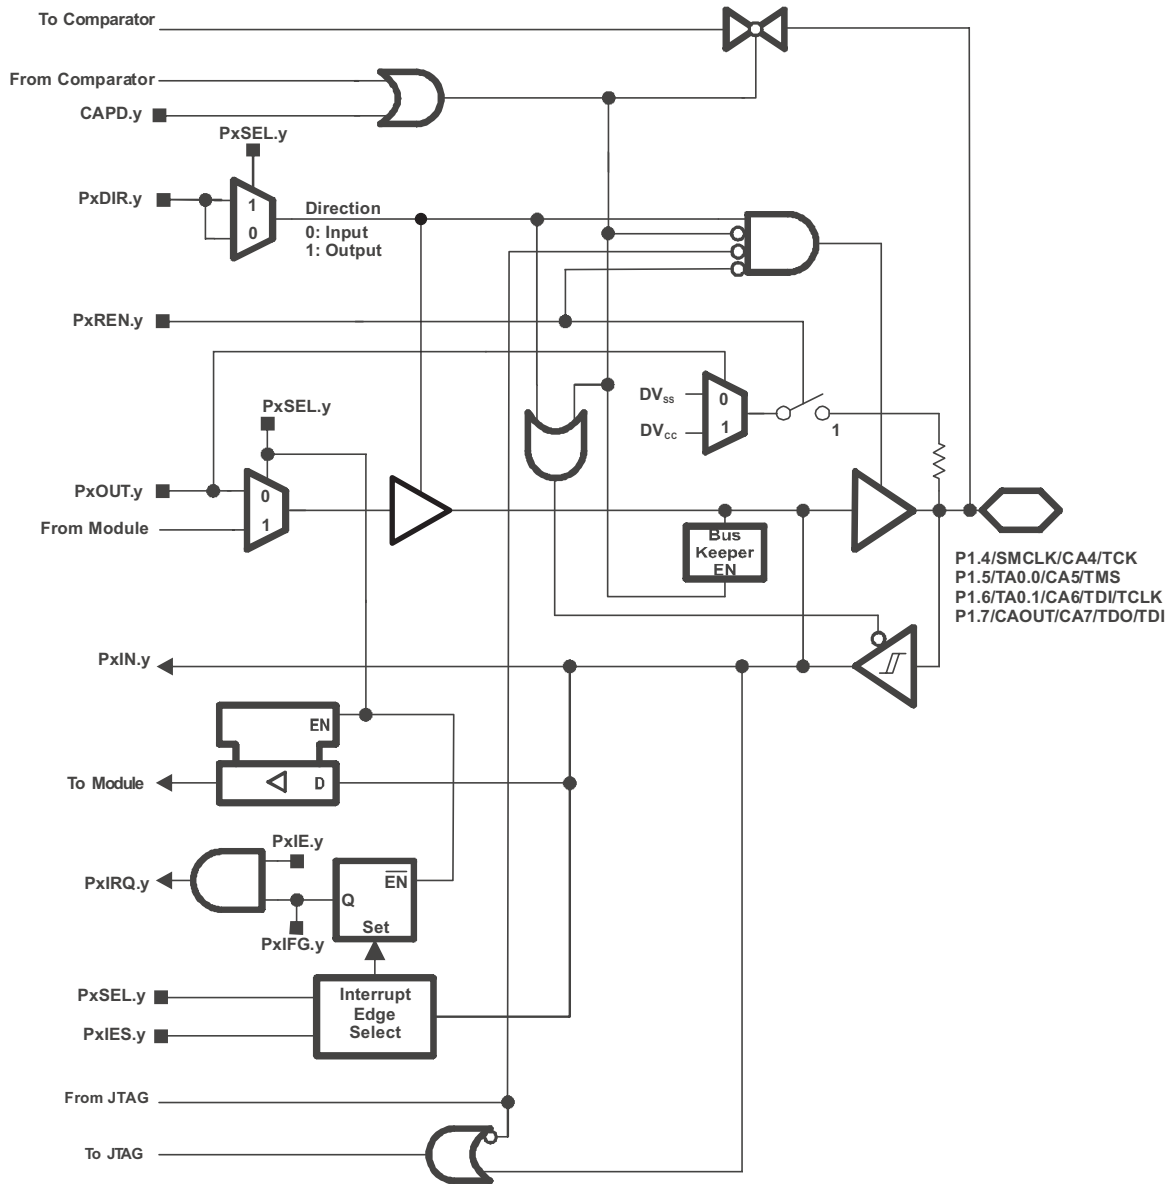 To Comparator
From Comparator
CAPD.y
PxSEL.y
PxDIR.y
1
0
Direction
0: Input
1: Output
PxREN.y
DVss
DVcc
0
1
1
PxSEL.y
PxOUT.y
From Module
0
1
Bus
Keeper
EN
P1.4/SMCLK/CA4/TCK
P1.5/TA0.0/CA5/TMS
P1.6/TA0.1/CA6/TDI/TCLK
P1.7/CAOUT/CA7/TDO/TDI
PxIN.y
EN
To Module
D
PxIE.y
PxIRQ.y
EN
Q
Set
PxIFG.y
PxSEL.y
PxIES.y
Interrupt
Edge
Select
From JTAG
To JTAG